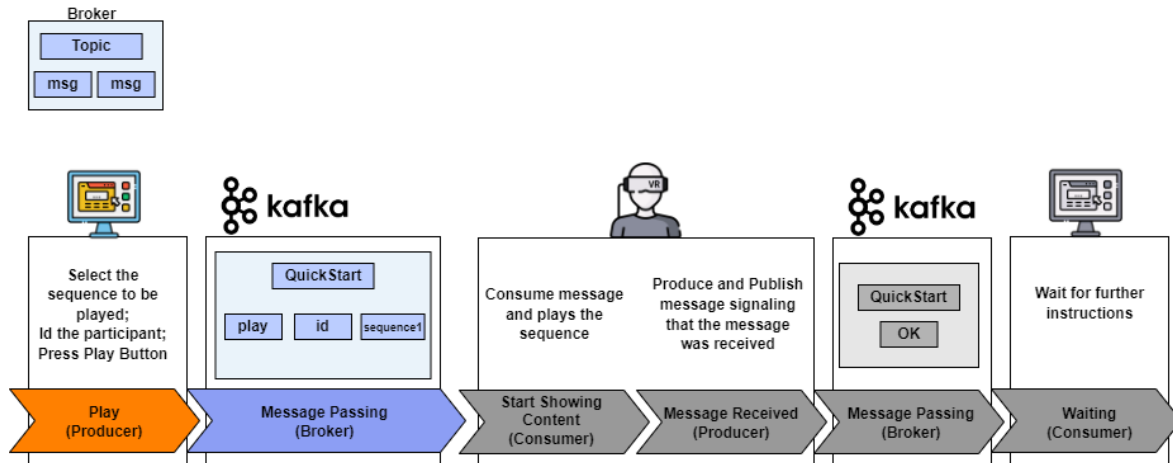 Broker
Topic
msg
msg
kafka
VR
kafka
Select the
sequence to be
played;
Id the participant;
Press Play Button
QuickStart
play
id
sequence1
Consume message
and plays the
sequence
Produce and Publish
message signaling
that the message
was received
QuickStart
OK
Wait for further
instructions
Play
(Producer)
Message Passing
(Broker)
Start Showing
Content
(Consumer)
Message Received
(Producer)
Message Passing
(Broker)
Waiting
(Consumer)